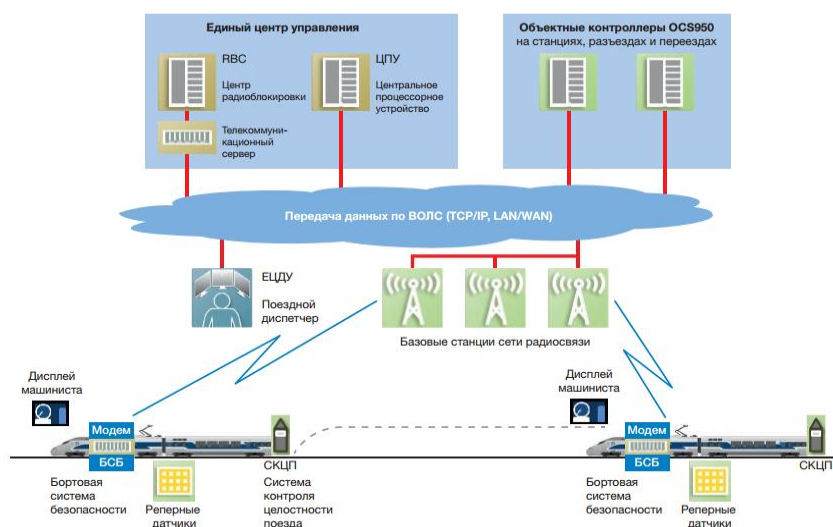 Единый центр управления
RBC
Центр
радиоблокировки
Телекоммуни-
кационный
сервер
ЦПУ
Центральное
процессорное
устройство
Объектные контроллеры OCS950
на станциях, разъездах и переездах
Передача данных по ВОЛС (TCP/IP, LAN/WAN)
ЕЦДУ
Поездной
диспетчер
Базовые станции сети радиосвязи
Дисплей
машиниста
Модем
БСБ
Бортовая
система
безопасности
Реперные
датчики
СКЦП
Система
контроля
целостности
поезда
Дисплей
машиниста
Модем
БСБ
Бортовая
система
безопасности
Реперные
датчики
СКЦП